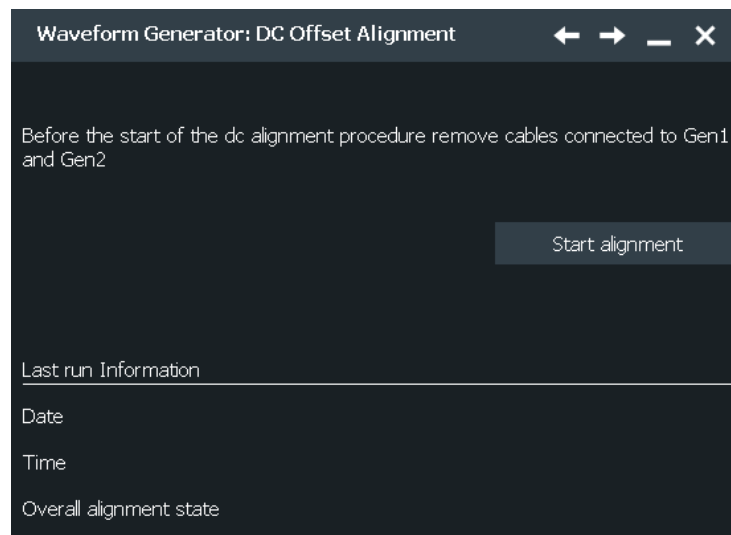 Waveform Generator: DC Offset Alignment
Before the start of the dc alignment procedure remove cables connected to Gen1
and Gen2
Start alignment
Last run Information
Date
Time
Overall alignment state